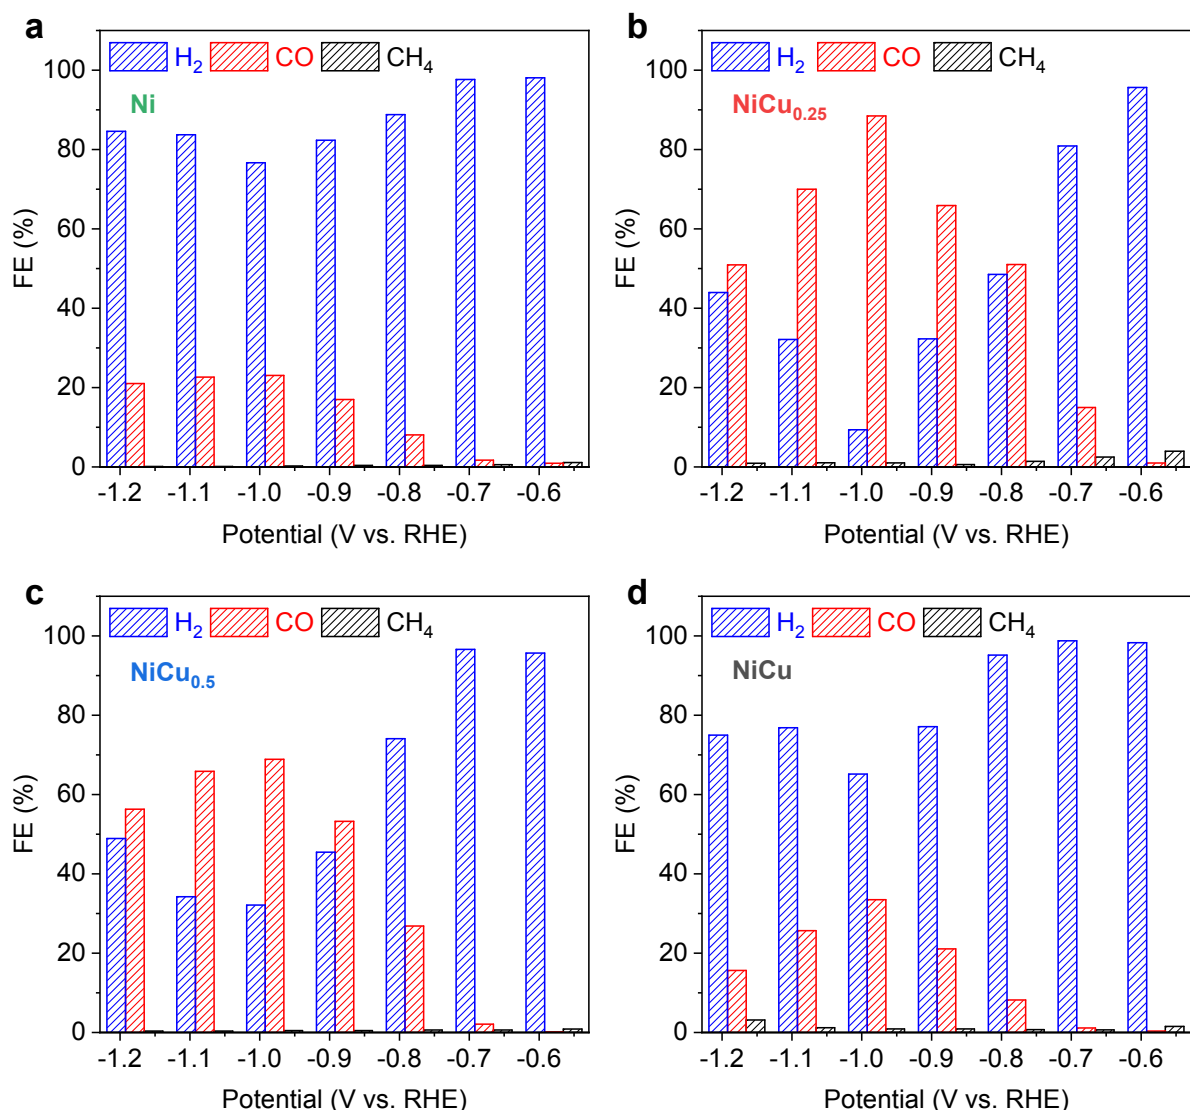 a
H₂ CO CH₄
Ni
100
80
60
40
20
0
FE (%)
-1.2 -1.1 -1.0 -0.9 -0.8 -0.7 -0.6
Potential (V vs. RHE)
b
H₂ CO CH₄
NiCu₀.₂₅
100
80
60
40
20
0
FE (%)
-1.2 -1.1 -1.0 -0.9 -0.8 -0.7 -0.6
Potential (V vs. RHE)
c
H₂ CO CH₄
NiCu₀.₅
100
80
60
40
20
0
FE (%)
-1.2 -1.1 -1.0 -0.9 -0.8 -0.7 -0.6
Potential (V vs. RHE)
d
H₂ CO CH₄
NiCu
100
80
60
40
20
0
FE (%)
-1.2 -1.1 -1.0 -0.9 -0.8 -0.7 -0.6
Potential (V vs. RHE)